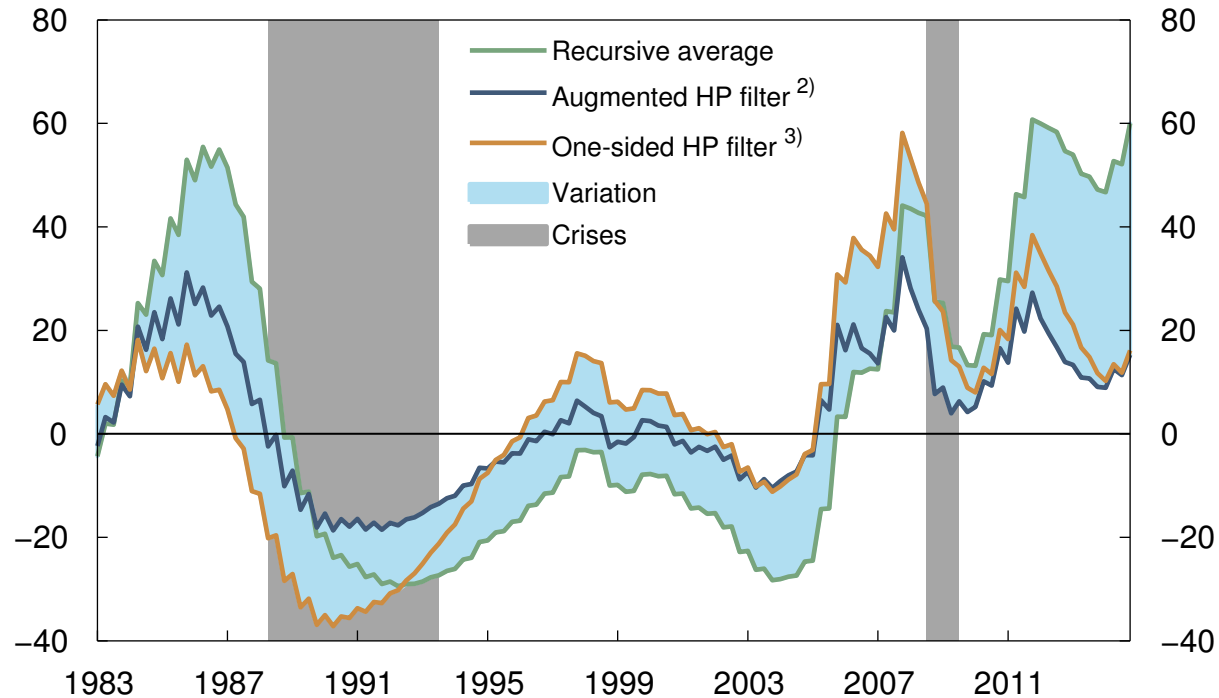 80 80
Recursive average
Augmented HP filter 2)
One-sided HP filter 3)
Variation
Crises
60 60
40 40
20 20
0 0
−20 −20
−40 −40
1983 1987 1991 1995 1999 2003 2007 2011